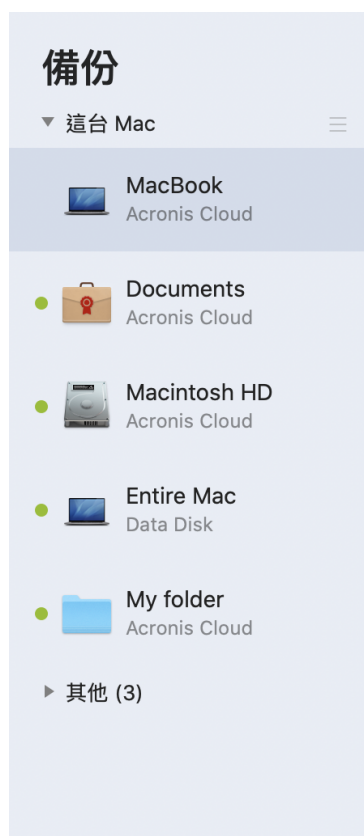 備份
這台 Mac
MacBook
Acronis Cloud
Documents
Acronis Cloud
Macintosh HD
Acronis Cloud
Entire Mac
Data Disk
My folder
Acronis Cloud
其他 (3)